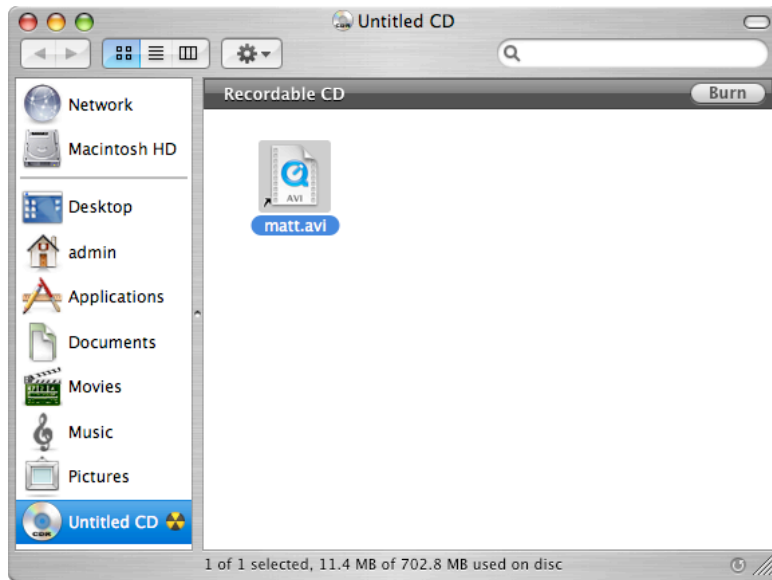 Untitled CD
Recordable CD
Burn
Network
Macintosh HD
Desktop
admin
Applications
Documents
Movies
Music
Pictures
Untitled CD
CDR
AVI
matt.avi
1 of 1 selected, 11.4 MB of 702.8 MB used on disc